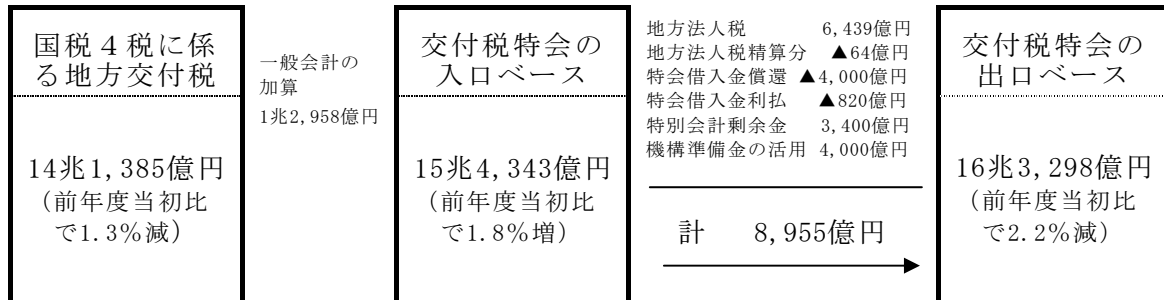 国税４税に係
る地方交付税
14兆1,385億円
（前年度当初比
で1.3％減）
一般会計の
加算
1兆2,958億円
交付税特会の
入口ベース
15兆4,343億円
（前年度当初比
で1.8％増）
地方法人税 6,439億円
地方法人税精算分 ▲64億円
特会借入金償還 ▲4,000億円
特会借入金利払 ▲820億円
特別会計剰余金 3,400億円
機構準備金の活用 4,000億円
計 8,955億円
交付税特会の
出口ベース
16兆3,298億円
（前年度当初比
で2.2％減）